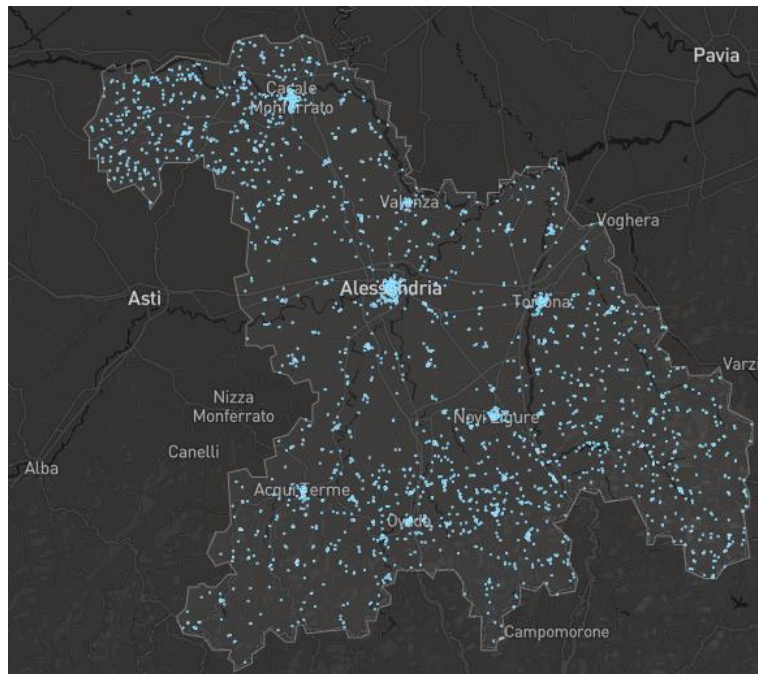 Pavia
Casale
Monferrato
Valenza
Voghera
Alessandria
Asti
Tortona
Varzi
Nizza
Monferrato
Novi Ligure
Canelli
Alba
Acqui Terme
Ovada
Campomorone